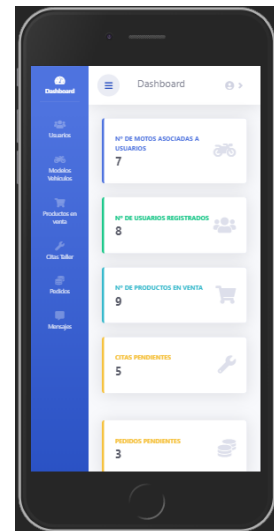 Dashboard
Usuarios
Modelos
Vehículos
Productos en
venta
Citas Taller
Pedidos
Mensajes
Dashboard
Nº DE MOTOS ASOCIADAS A
USUARIOS
7
Nº DE USUARIOS REGISTRADOS
8
Nº DE PRODUCTOS EN VENTA
9
CITAS PENDIENTES
5
PEDIDOS PENDIENTES
3